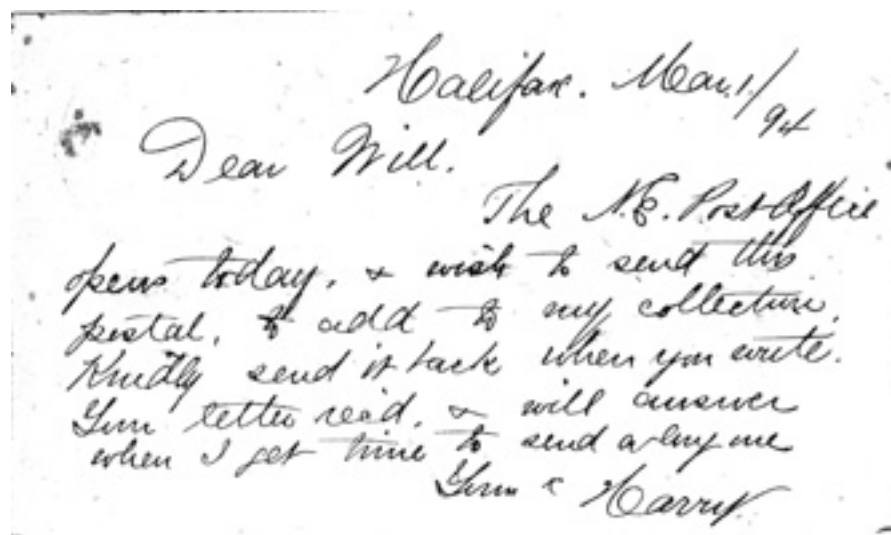 Halifax. Mar. 1./94
Dear Will.
The N.E. Post Office
opens today, & wish to send this
postal, to add to my collection.
Kindly send it back when you write.
Your letter rec'd, & will answer
when I get time to send a long one
Yours &c Harry.